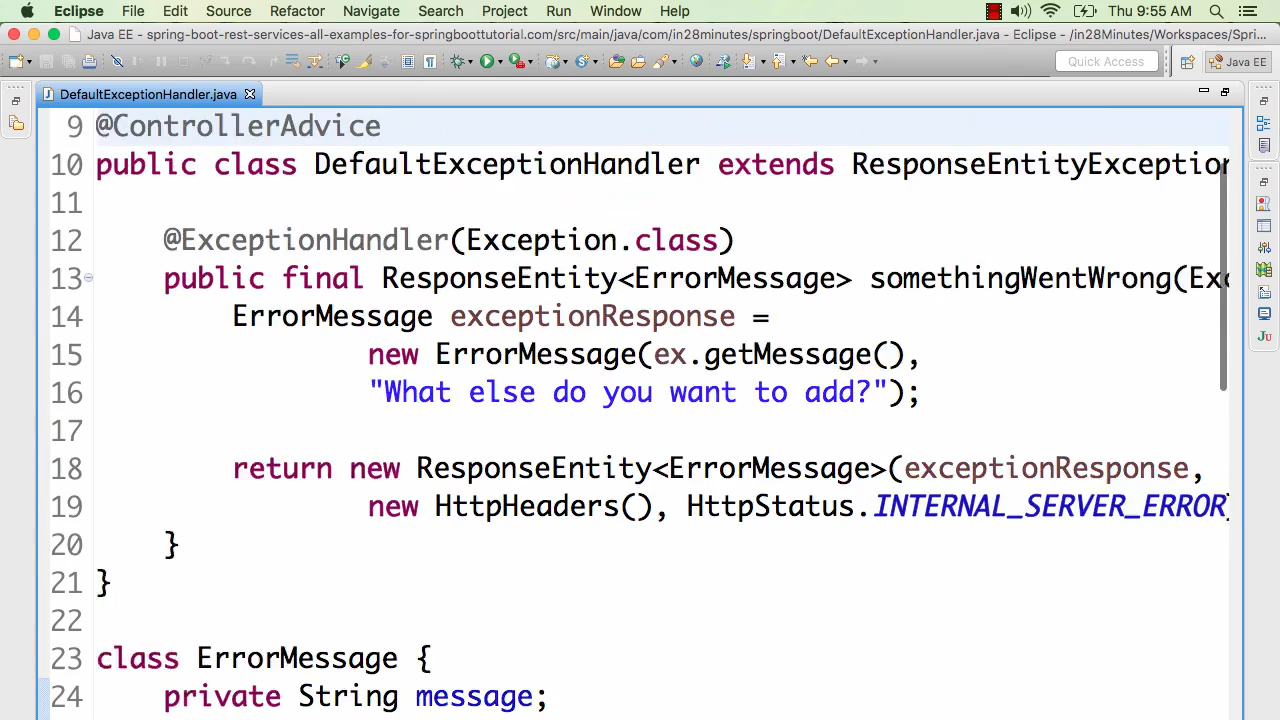 Eclipse File Edit Source Refactor Navigate Search Project Run Window Help Thu 9:55 AM
Java EE - spring-boot-rest-services-all-examples-for-springboottutorial.com/src/main/java/com/in28minutes/springboot/DefaultExceptionHandler.java - Eclipse - /in28Minutes/Workspaces/Spri...
Quick Access Java EE
DefaultExceptionHandler.java
9 @ControllerAdvice
10 public class DefaultExceptionHandler extends ResponseEntityException
11
12 @ExceptionHandler(Exception.class)
13 public final ResponseEntity<ErrorMessage> somethingWentWrong(Exc
14 ErrorMessage exceptionResponse =
15 new ErrorMessage(ex.getMessage(),
16 "What else do you want to add?");
17
18 return new ResponseEntity<ErrorMessage>(exceptionResponse,
19 new HttpHeaders(), HttpStatus.INTERNAL_SERVER_ERROR)
20 }
21 }
22
23 class ErrorMessage {
24 private String message;